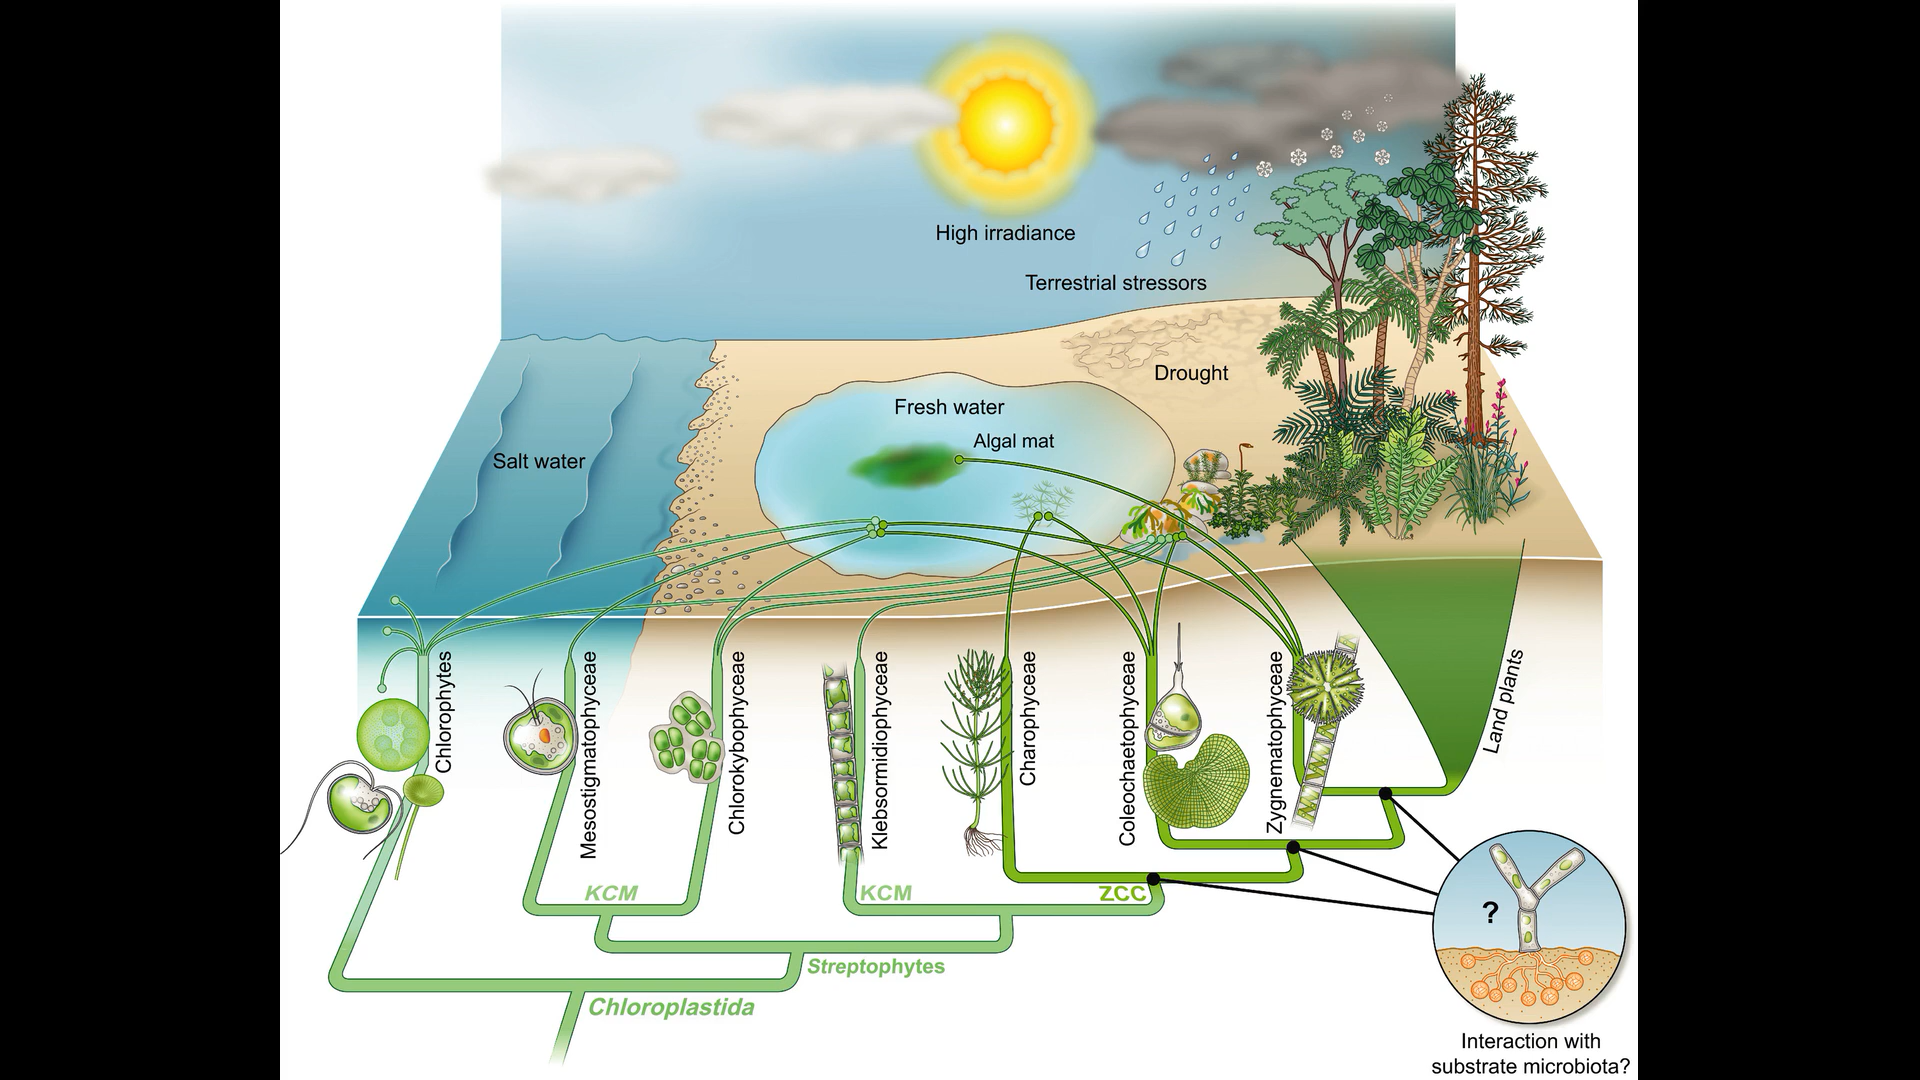 High irradiance
Terrestrial stressors
Drought
Fresh water
Algal mat
Salt water
Chlorophytes
Mesostigmatophyceae
Chlorokybophyceae
Klebsormidiophyceae
Charophyceae
Coleochaetophyceae
Zygnematophyceae
Land plants
KCM
KCM
ZCC
?
Streptophytes
Chloroplastida
Interaction with
substrate microbiota?